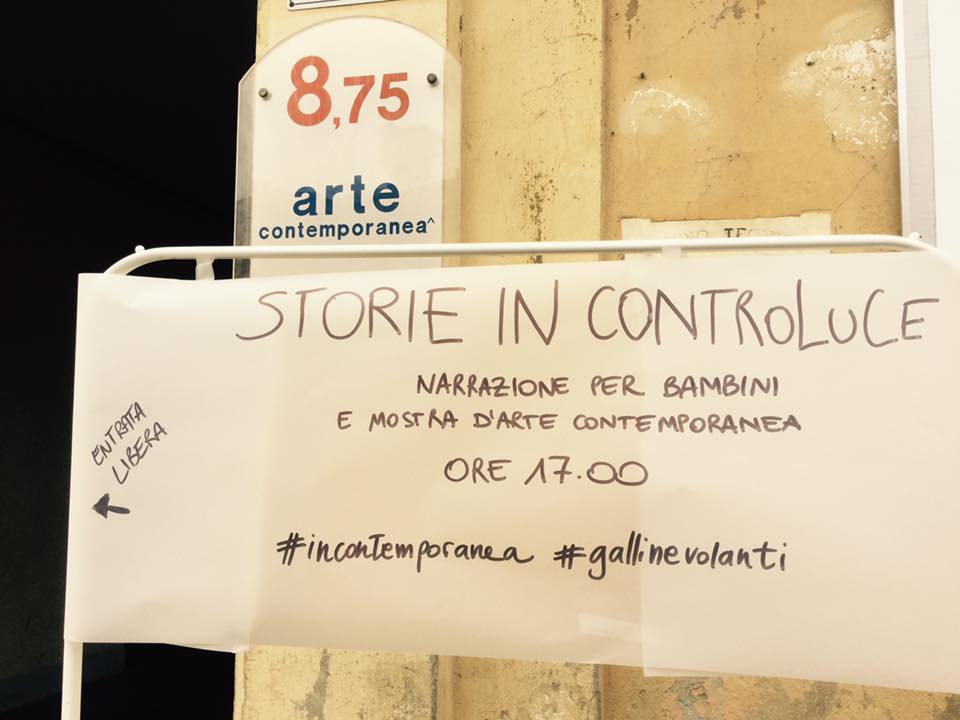 8,75
arte
contemporanea^
STORIE IN CONTROLUCE
NARRAZIONE PER BAMBINI
E MOSTRA D'ARTE CONTEMPORANEA
ORE 17.00
ENTRATA
LIBERA
#inconTemporanea #gallinevolanti